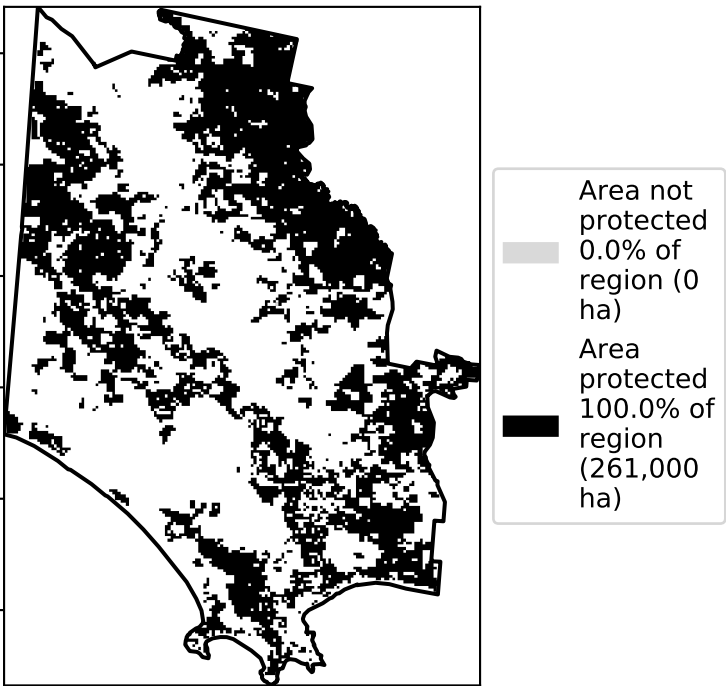 Area not
protected
0.0% of
region (0
ha)
Area
protected
100.0% of
region
(261,000
ha)